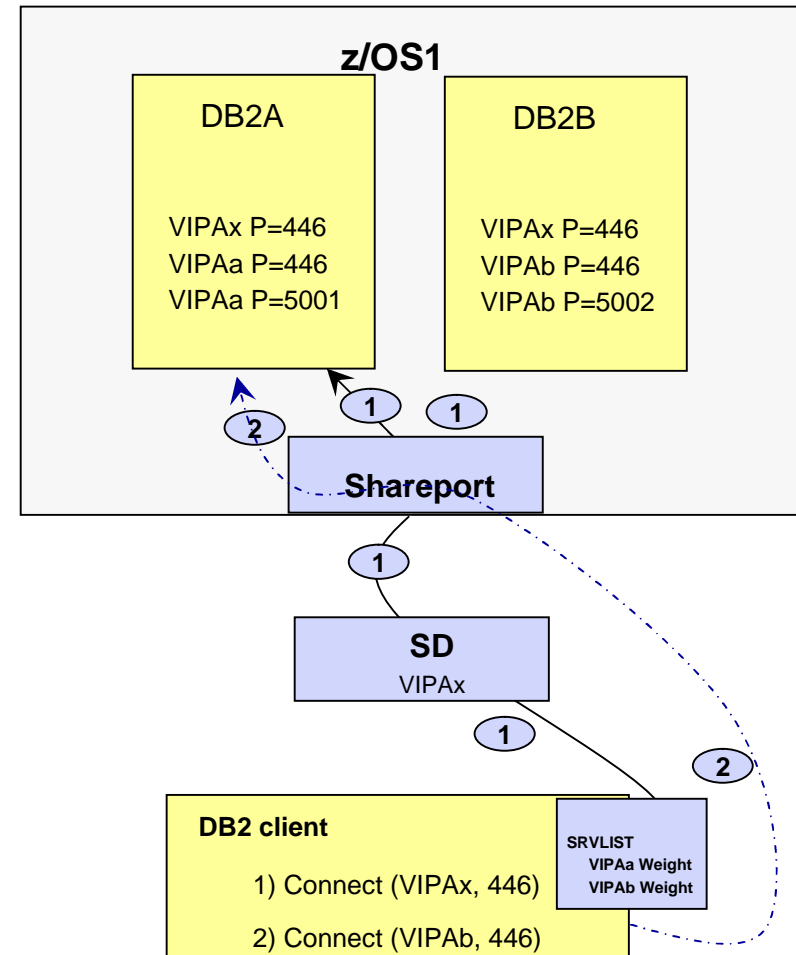 z/OS1
DB2A
VIPAx P=446
VIPAa P=446
VIPAa P=5001
DB2B
VIPAx P=446
VIPAb P=446
VIPAb P=5002
1
1
2
Shareport
1
SD
VIPAx
1
2
DB2 client
1) Connect (VIPAx, 446)
2) Connect (VIPAb, 446)
SRVLIST
VIPAa Weight
VIPAb Weight